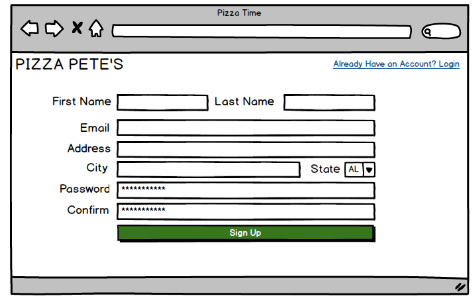 Pizza Time
PIZZA PETE'S
Already Have an Account? Login
First Name Last Name
Email
Address
City State AL
Password ***********
Confirm ***********
Sign Up